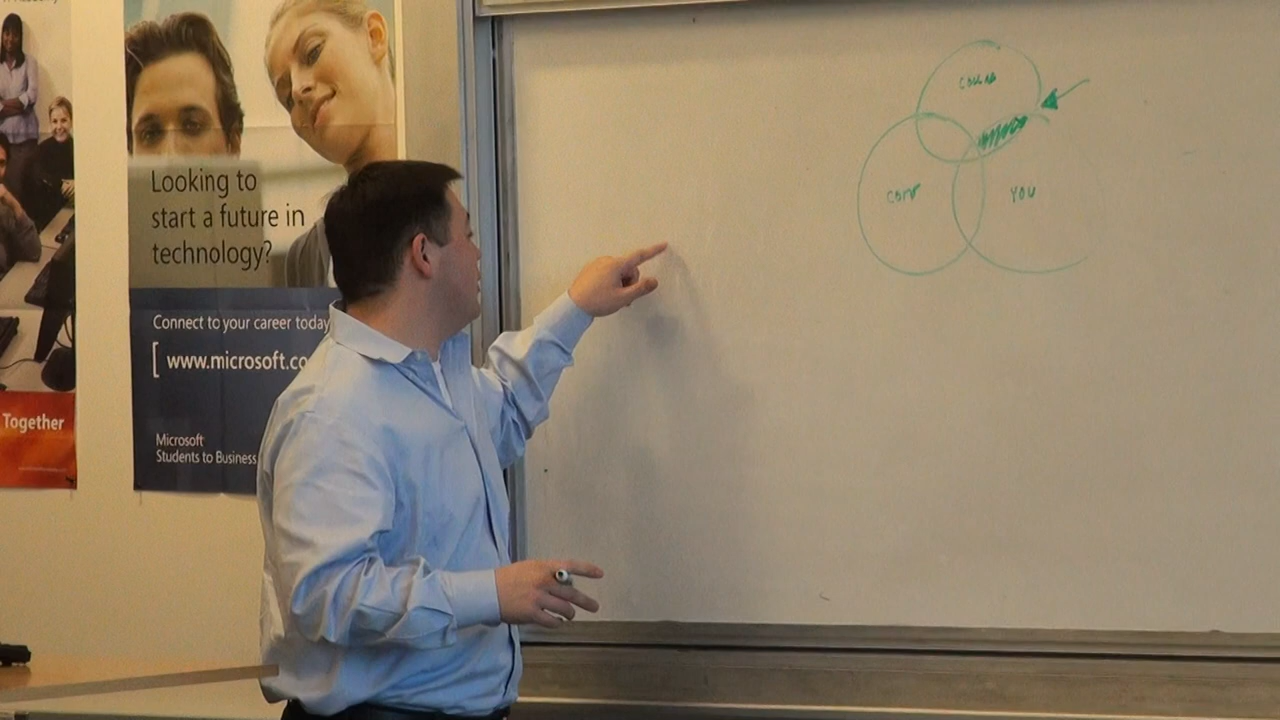 Together
Looking to
start a future in
technology?
Connect to your career today
[ www.microsoft.co
Microsoft
Students to Business
COLLAB
COMP
YOU